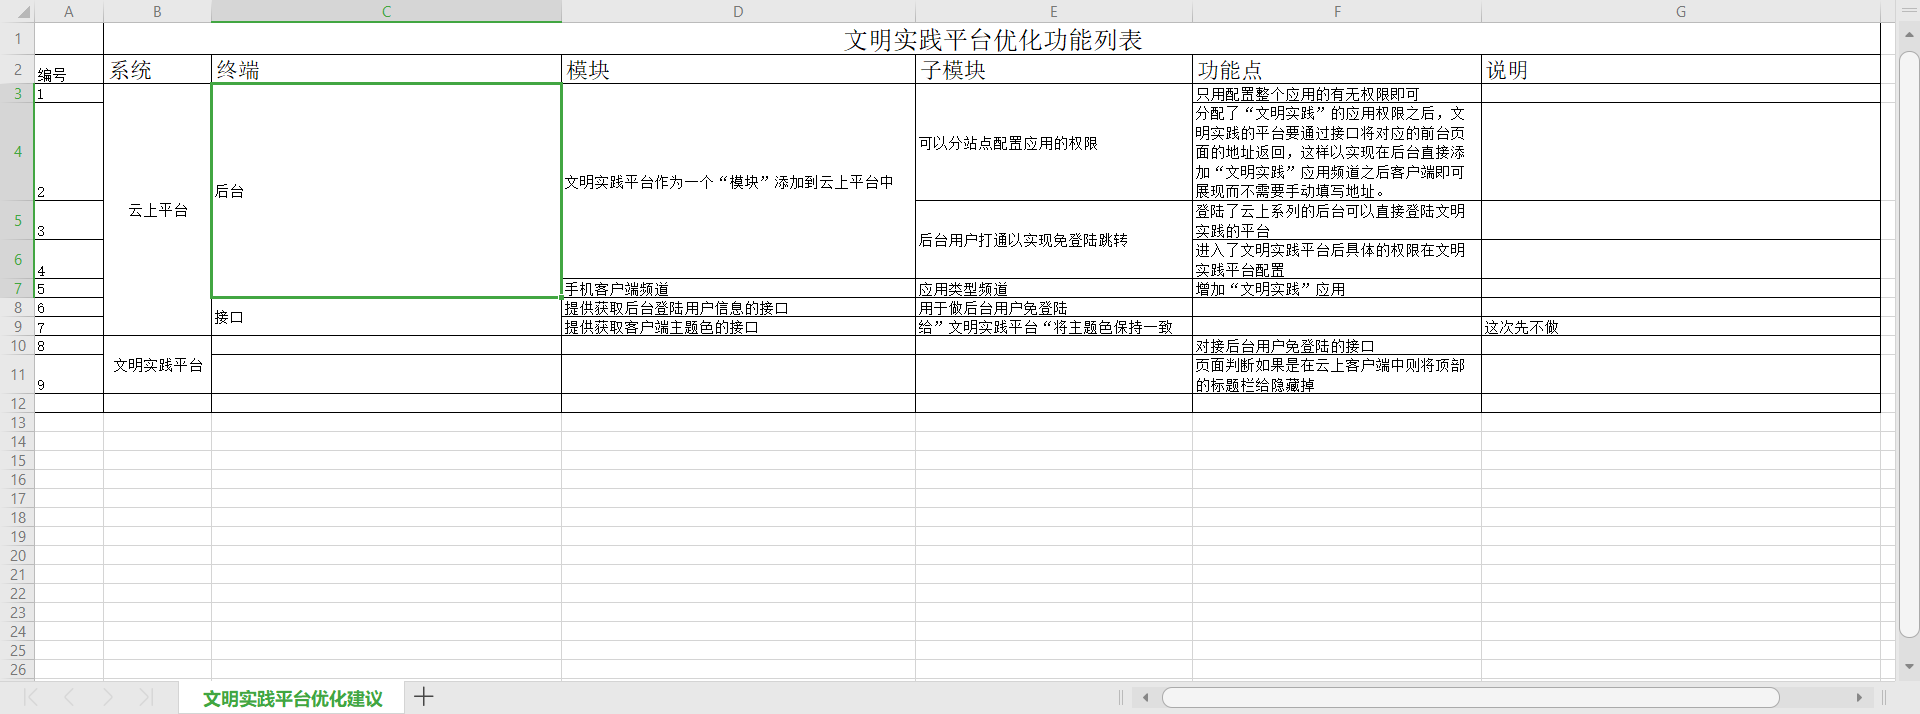 A B C D E F G
1 文明实践平台优化功能列表
2 编号 系统 终端 模块 子模块 功能点 说明
3 1 只用配置整个应用的有无权限即可
4 2 云上平台 后台 文明实践平台作为一个“模块”添加到云上平台中 可以分站点配置应用的权限 分配了“文明实践”的应用权限之后，文
明实践的平台要通过接口将对应的前台页
面的地址返回，这样以实现在后台直接添
加“文明实践”应用频道之后客户端即可
展现而不需要手动填写地址。
5 3 后台用户打通以实现免登陆跳转 登陆了云上系列的后台可以直接登陆文明
实践的平台
6 4 进入了文明实践平台后具体的权限在文明
实践平台配置
7 5 手机客户端频道 应用类型频道 增加“文明实践”应用
8 6 接口 提供获取后台登陆用户信息的接口 用于做后台用户免登陆
9 7 提供获取客户端主题色的接口 给”文明实践平台“将主题色保持一致 这次先不做
10 8 文明实践平台 对接后台用户免登陆的接口
11 9 页面判断如果是在云上客户端中则将顶部
的标题栏给隐藏掉
12
13
14
15
16
17
18
19
20
21
22
23
24
25
26
文明实践平台优化建议